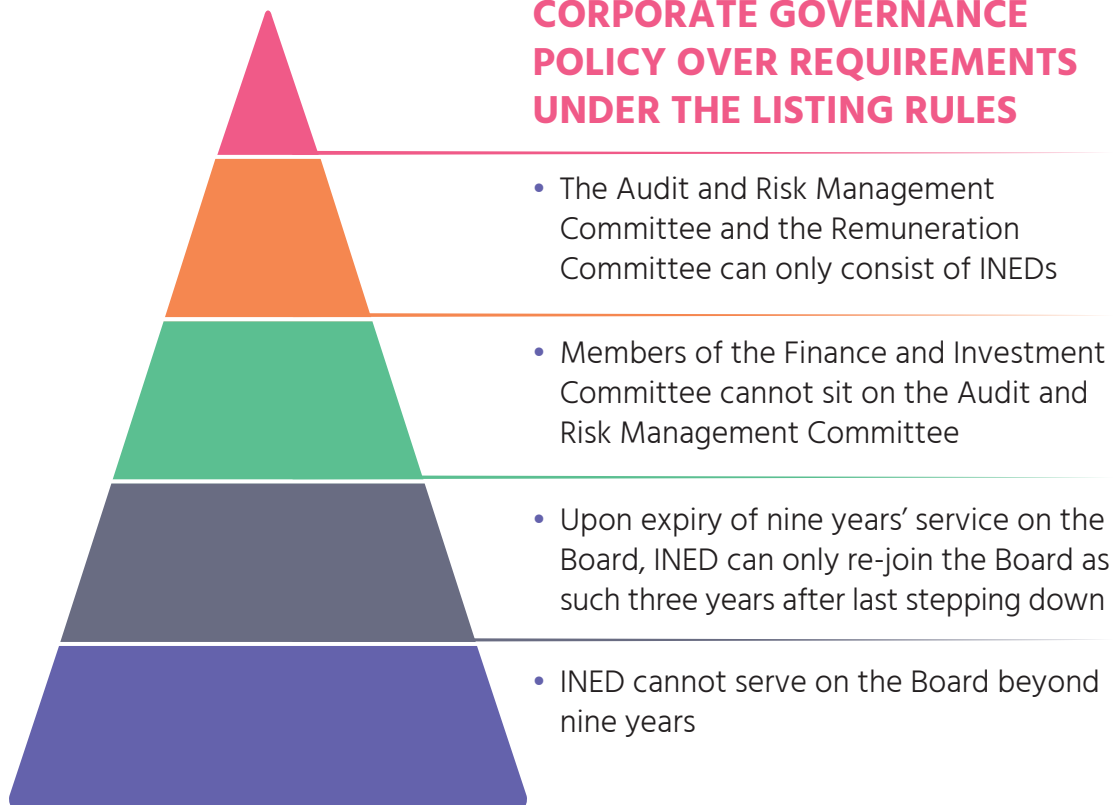 CORPORATE GOVERNANCE
POLICY OVER REQUIREMENTS
UNDER THE LISTING RULES
• The Audit and Risk Management
Committee and the Remuneration
Committee can only consist of INEDs
• Members of the Finance and Investment
Committee cannot sit on the Audit and
Risk Management Committee
• Upon expiry of nine years’ service on the
Board, INED can only re-join the Board as
such three years after last stepping down
• INED cannot serve on the Board beyond
nine years